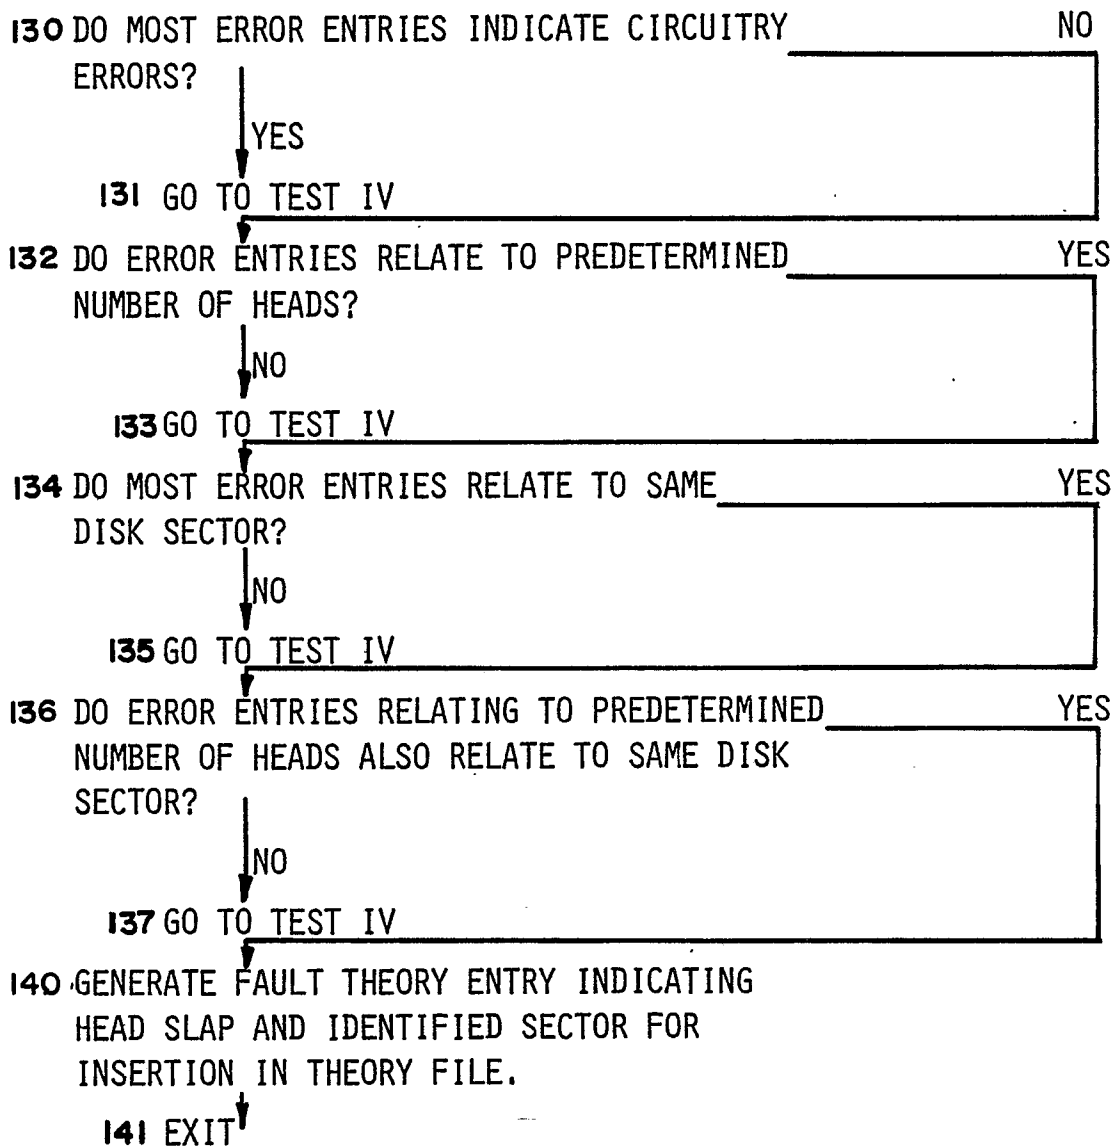 130 DO MOST ERROR ENTRIES INDICATE CIRCUITRY NO
ERRORS?
YES
131 GO TO TEST IV
132 DO ERROR ENTRIES RELATE TO PREDETERMINED YES
NUMBER OF HEADS?
NO
133 GO TO TEST IV
134 DO MOST ERROR ENTRIES RELATE TO SAME YES
DISK SECTOR?
NO
135 GO TO TEST IV
136 DO ERROR ENTRIES RELATING TO PREDETERMINED YES
NUMBER OF HEADS ALSO RELATE TO SAME DISK
SECTOR?
NO
137 GO TO TEST IV
140 GENERATE FAULT THEORY ENTRY INDICATING
HEAD SLAP AND IDENTIFIED SECTOR FOR
INSERTION IN THEORY FILE.
141 EXIT